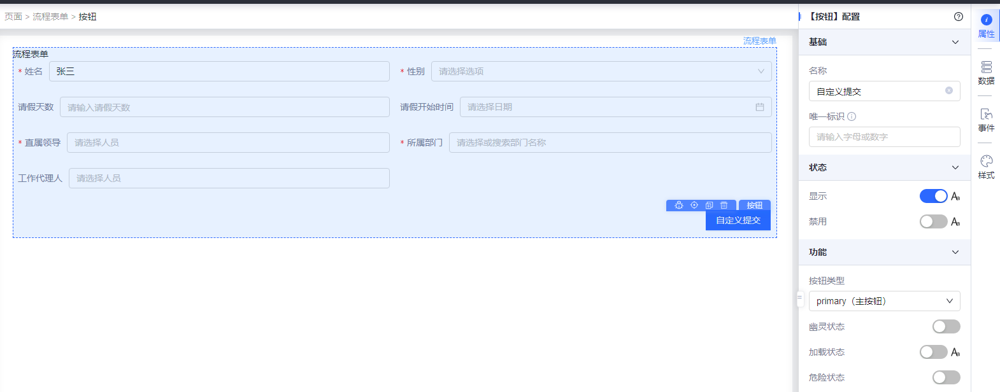 页面 > 流程表单 > 按钮
流程表单
流程表单
* 姓名 张三
* 性别 请选择选项
请假天数 请输入请假天数
请假开始时间 请选择日期
* 直属领导 请选择人员
* 所属部门 请选择或搜索部门名称
工作代理人 请选择人员
按钮
自定义提交
【按钮】配置
基础
名称
自定义提交
唯一标识
请输入字母或数字
状态
显示
禁用
功能
按钮类型
primary（主按钮）
幽灵状态
加载状态
危险状态
属性
数据
事件
样式